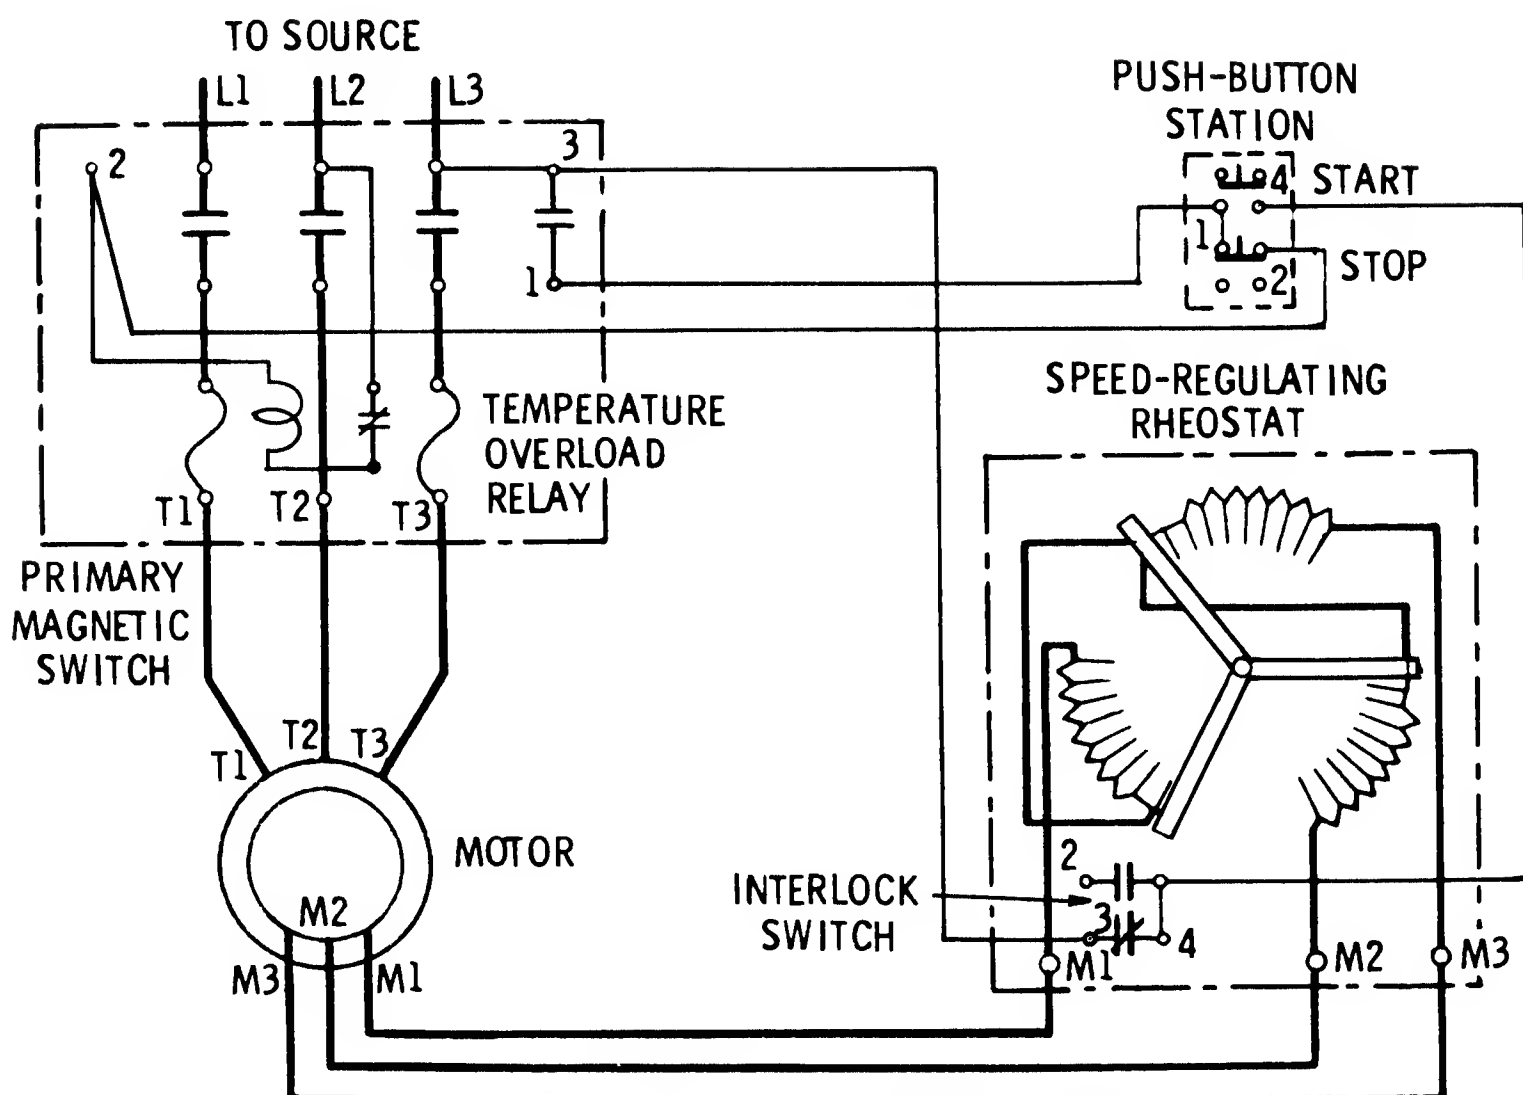 TO SOURCE
L1
L2
L3
2
3
1
PUSH-BUTTON
STATION
4
START
1
STOP
2
SPEED-REGULATING
RHEOSTAT
TEMPERATURE
OVERLOAD
RELAY
T1
T2
T3
PRIMARY
MAGNETIC
SWITCH
T1
T2
T3
MOTOR
M2
M3
M1
INTERLOCK
SWITCH
2
3
4
M1
M2
M3